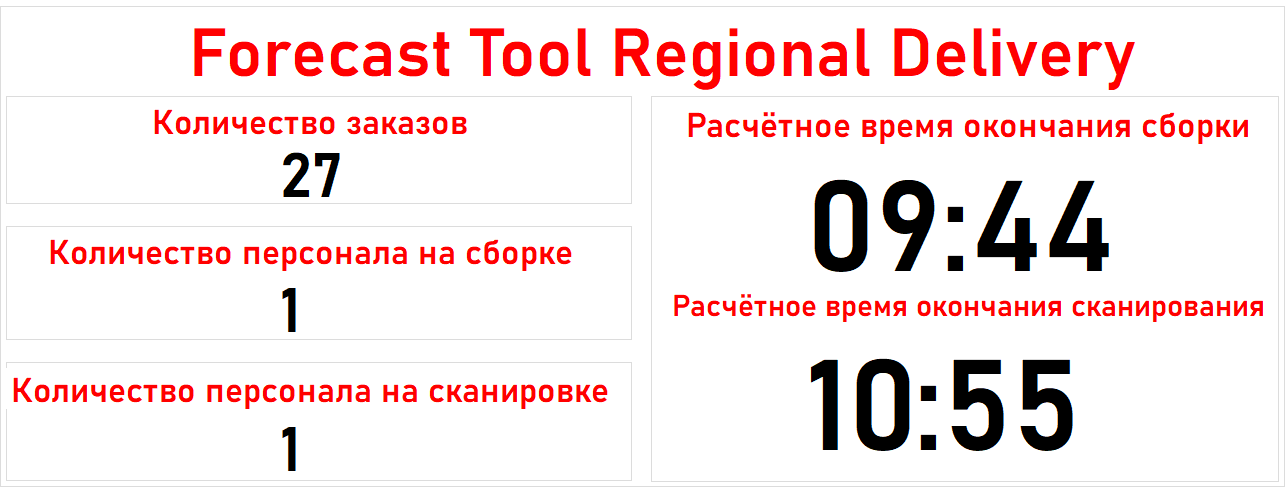 Forecast Tool Regional Delivery
Количество заказов
27
Количество персонала на сборке
1
Количество персонала на сканировке
1
Расчётное время окончания сборки
09:44
Расчётное время окончания сканирования
10:55